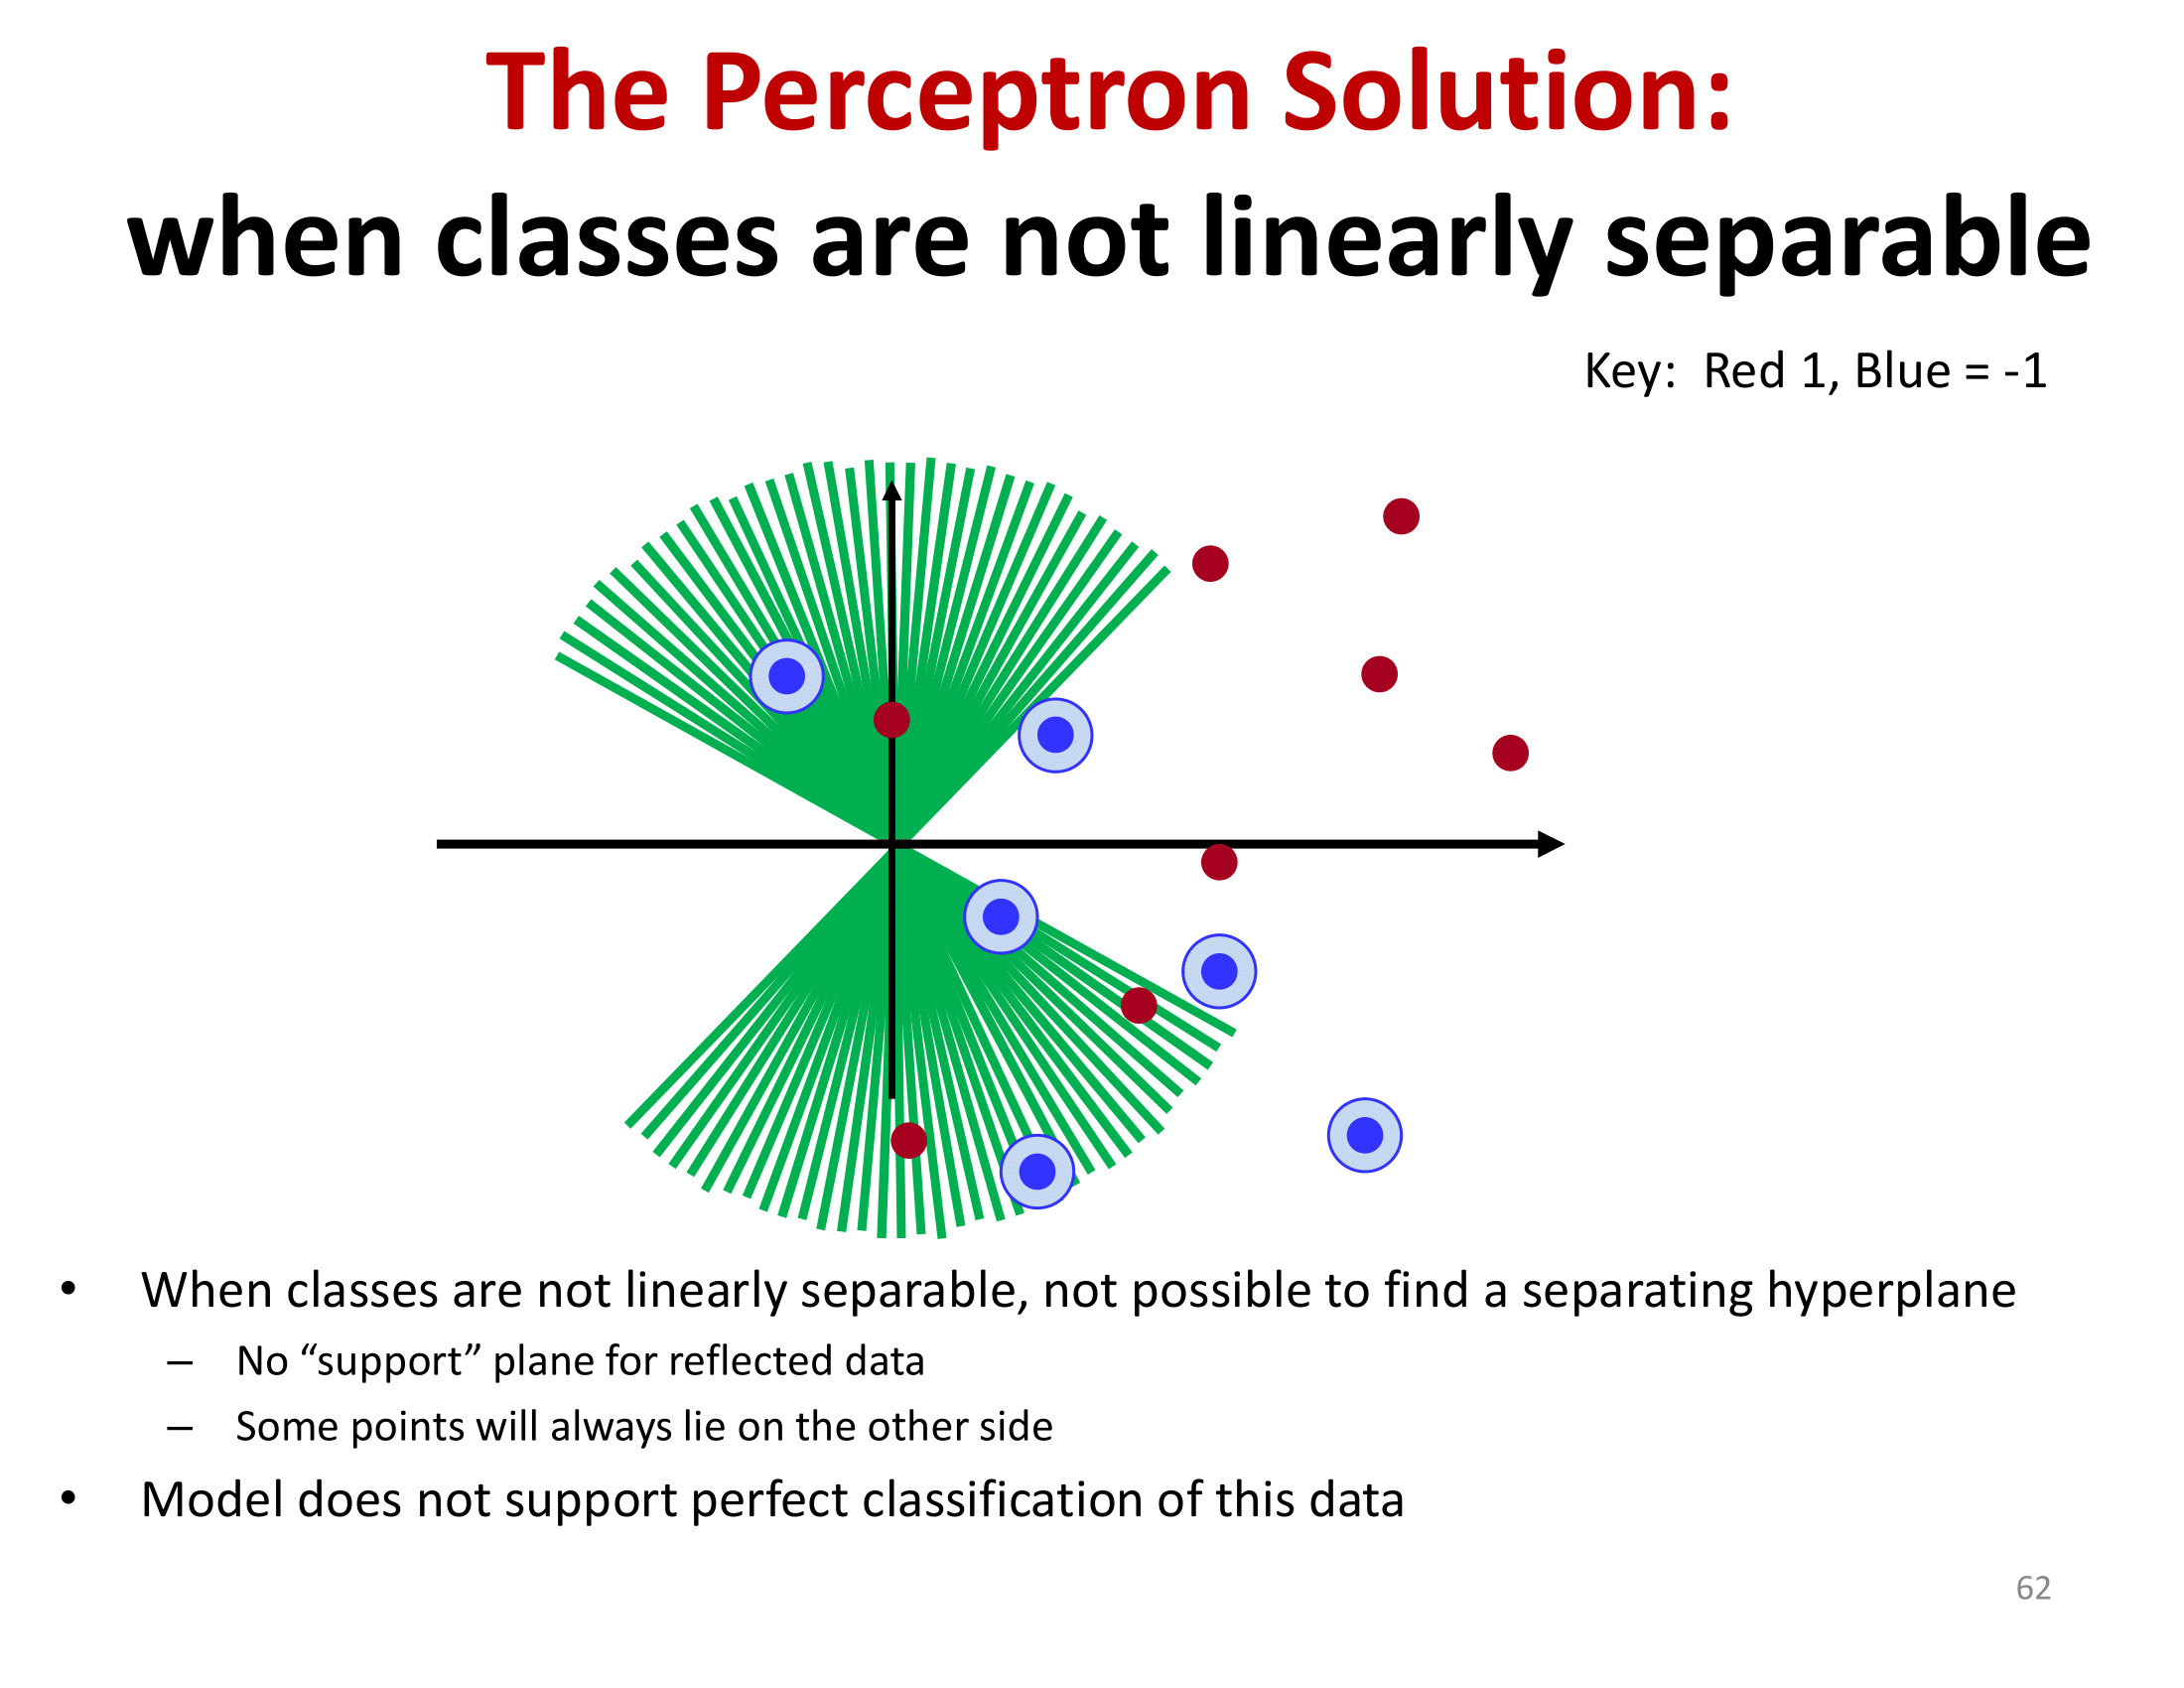 The Perceptron Solution:
when classes are not linearly separable
Key: Red 1, Blue = -1
• When classes are not linearly separable, not possible to find a separating hyperplane
– No “support” plane for reflected data
– Some points will always lie on the other side
• Model does not support perfect classification of this data
62